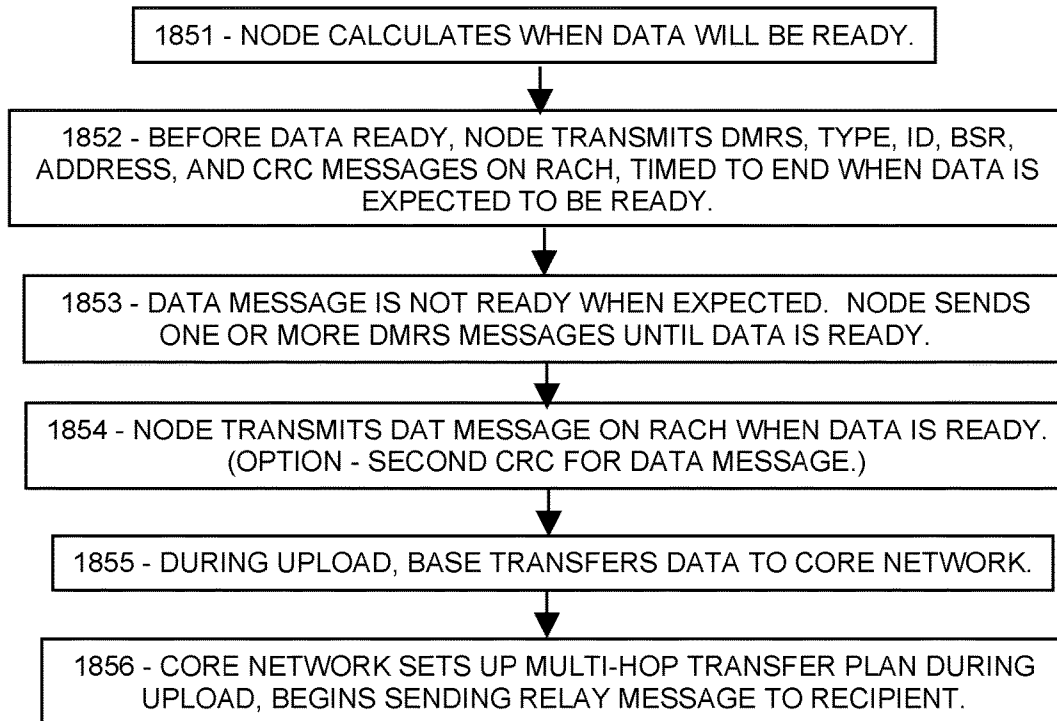 1851 - NODE CALCULATES WHEN DATA WILL BE READY.
1852 - BEFORE DATA READY, NODE TRANSMITS DMRS, TYPE, ID, BSR,
ADDRESS, AND CRC MESSAGES ON RACH, TIMED TO END WHEN DATA IS
EXPECTED TO BE READY.
1853 - DATA MESSAGE IS NOT READY WHEN EXPECTED. NODE SENDS
ONE OR MORE DMRS MESSAGES UNTIL DATA IS READY.
1854 - NODE TRANSMITS DAT MESSAGE ON RACH WHEN DATA IS READY.
(OPTION - SECOND CRC FOR DATA MESSAGE.)
1855 - DURING UPLOAD, BASE TRANSFERS DATA TO CORE NETWORK.
1856 - CORE NETWORK SETS UP MULTI-HOP TRANSFER PLAN DURING
UPLOAD, BEGINS SENDING RELAY MESSAGE TO RECIPIENT.